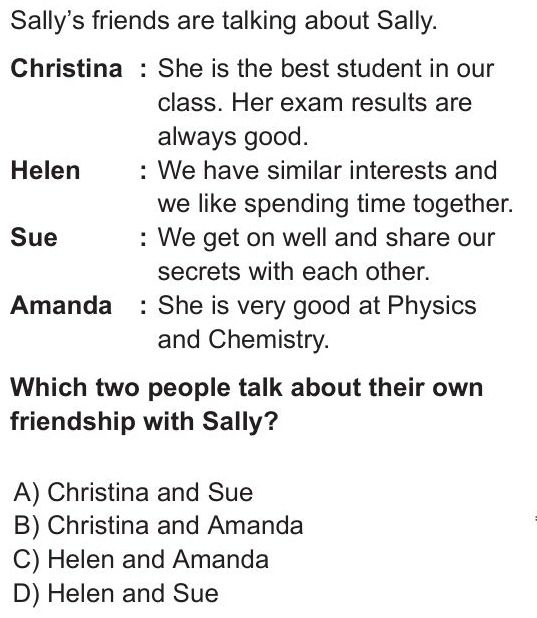 Sally's friends are talking about Sally.
Christina : She is the best student in our
class. Her exam results are
always good.
Helen : We have similar interests and
we like spending time together.
Sue : We get on well and share our
secrets with each other.
Amanda : She is very good at Physics
and Chemistry.
Which two people talk about their own
friendship with Sally?
A) Christina and Sue
B) Christina and Amanda
C) Helen and Amanda
D) Helen and Sue